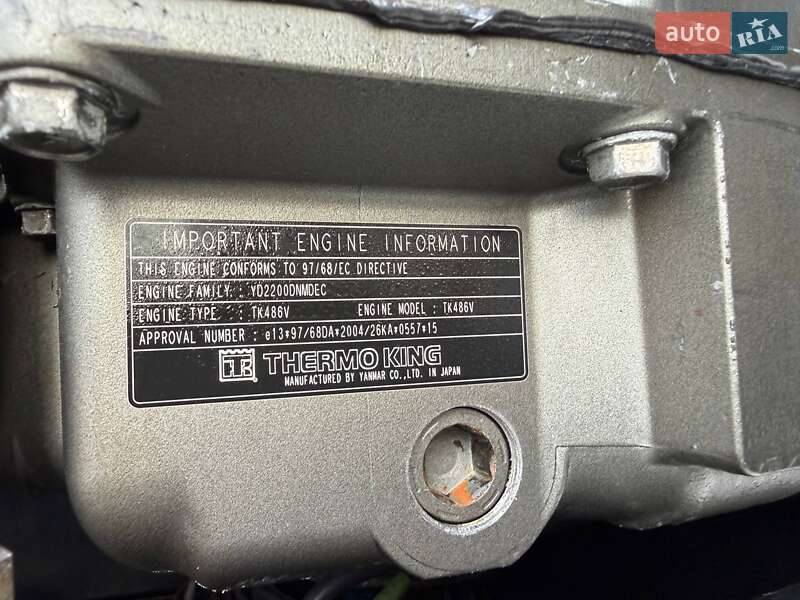 auto RIA
IMPORTANT ENGINE INFORMATION
THIS ENGINE CONFORMS TO 97/68/EC DIRECTIVE
ENGINE FAMILY : YD2200DNMDEC
ENGINE TYPE : TK486V ENGINE MODEL : TK486V
APPROVAL NUMBER : e13*97/68DA*2004/26KA*0557*15
THERMO KING
MANUFACTURED BY YANMAR CO.,LTD. IN JAPAN